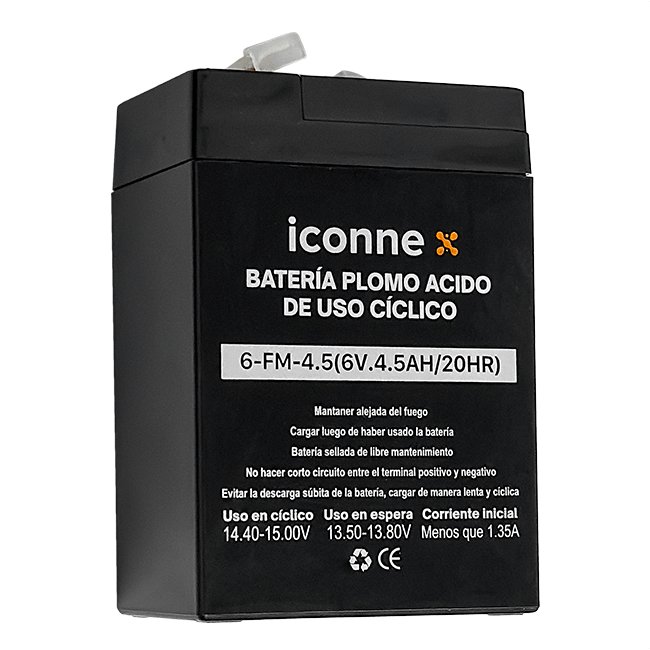 iconne x
BATERÍA PLOMO ACIDO
DE USO CÍCLICO
6-FM-4.5(6V.4.5AH/20HR)
Mantaner alejada del fuego
Cargar luego de haber usado la batería
Batería sellada de libre mantenimiento
No hacer corto circuito entre el terminal positivo y negativo
Evitar la descarga súbita de la batería, cargar de manera lenta y cíclica
Uso en cíclico Uso en espera Corriente inicial
14.40-15.00V 13.50-13.80V Menos que 1.35A
CE